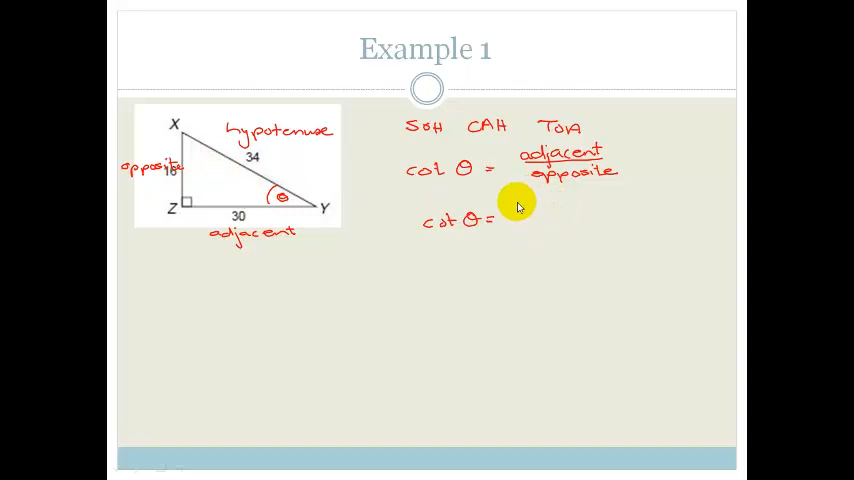 Example 1
X
hypotenuse
34
opposite
16
θ
Z
Y
30
adjacent
SOH CAH TOA
cot θ = adjacent
opposite
cot θ =